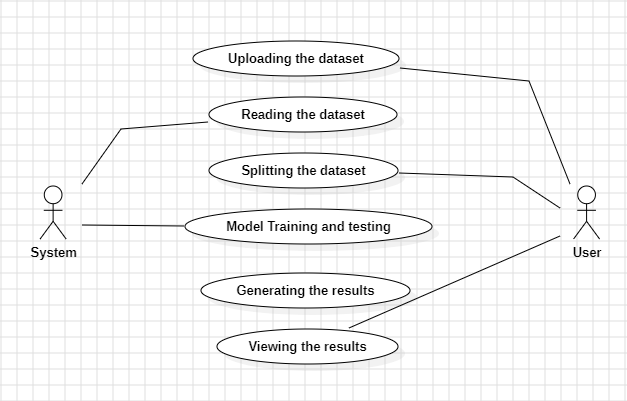 Uploading the dataset
Reading the dataset
Splitting the dataset
Model Training and testing
System
User
Generating the results
Viewing the results